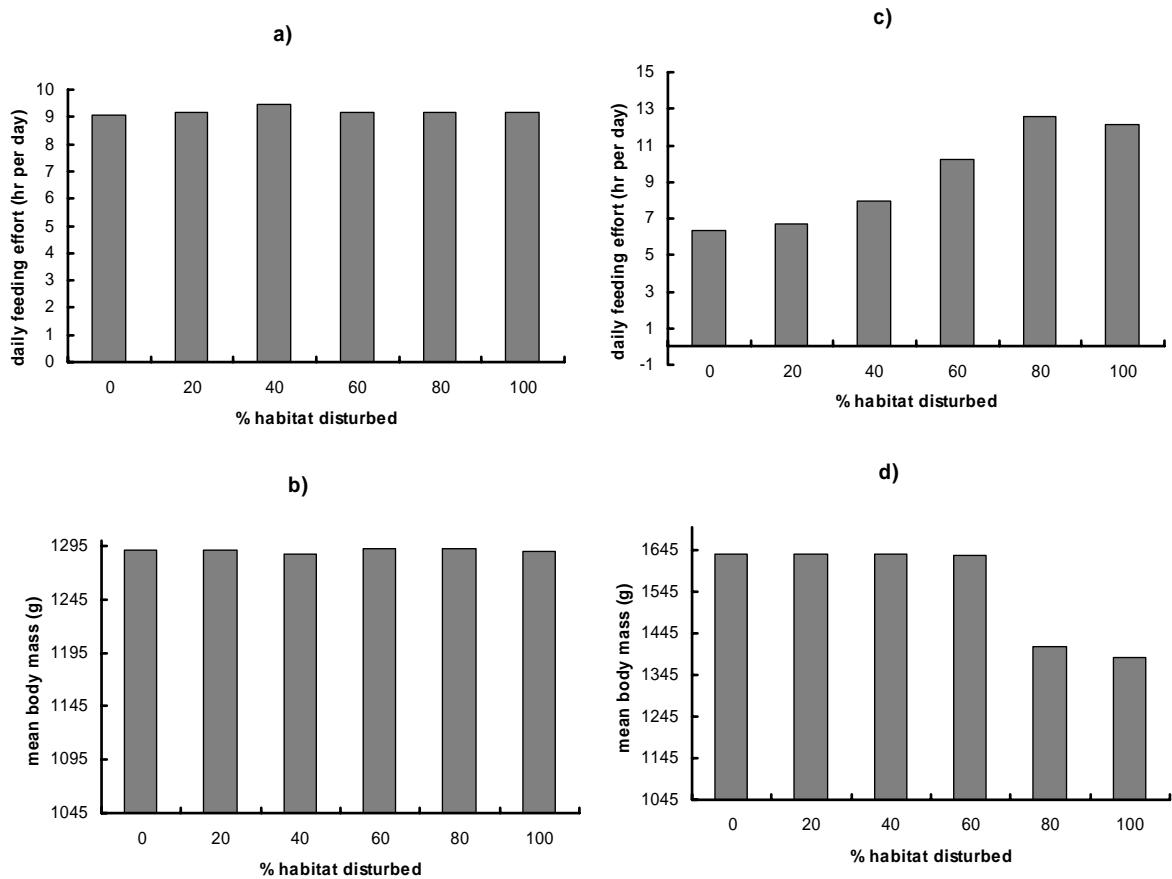 a)
daily feeding effort (hr per day)
10
9
8
7
6
5
4
3
2
1
0
0 20 40 60 80 100
% habitat disturbed
c)
daily feeding effort (hr per day)
15
13
11
9
7
5
3
1
-1
0 20 40 60 80 100
% habitat disturbed
b)
mean body mass (g)
1295
1245
1195
1145
1095
1045
0 20 40 60 80 100
% habitat disturbed
d)
mean body mass (g)
1645
1545
1445
1345
1245
1145
1045
0 20 40 60 80 100
% habitat disturbed